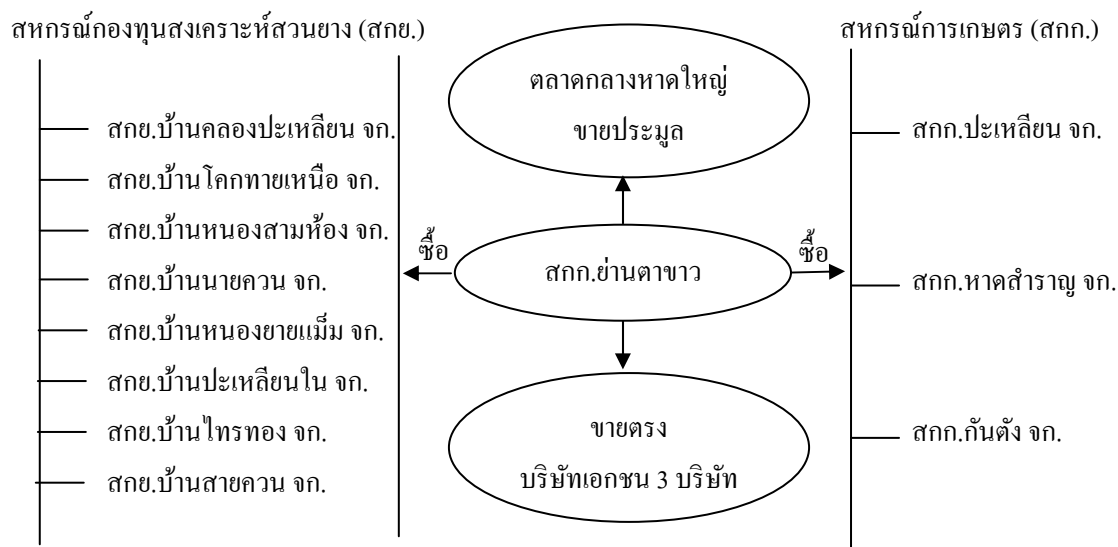 สหกรณ์กองทุนสงเคราะห์สวนยาง (สกย.)
สกย.บ้านคลองปะเหลียน จก.
สกย.บ้านโคกทายเหนือ จก.
สกย.บ้านหนองสามห้อง จก.
สกย.บ้านนายควน จก.
สกย.บ้านหนองยายแม็ม จก.
สกย.บ้านปะเหลียนใน จก.
สกย.บ้านไทรทอง จก.
สกย.บ้านสายควน จก.
ตลาดกลางหาดใหญ่
ขายประมูล
ซื้อ
สกก.ย่านตาขาว
ซื้อ
ขายตรง
บริษัทเอกชน 3 บริษัท
สหกรณ์การเกษตร (สกก.)
สกก.ปะเหลียน จก.
สกก.หาดสำราญ จก.
สกก.กันตัง จก.